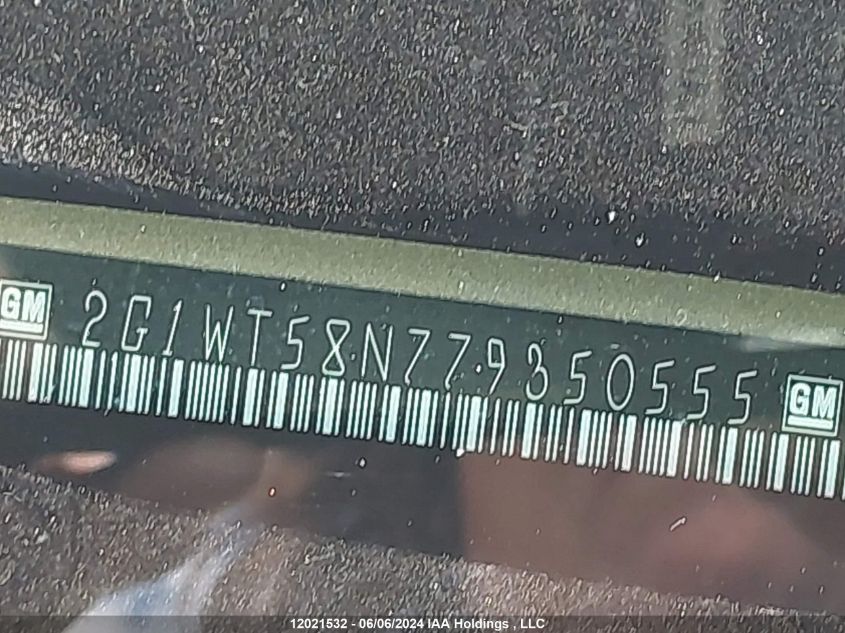 GM 2G1WT58N779350555 GM
12021532 - 06/06/2024 IAA Holdings , LLC